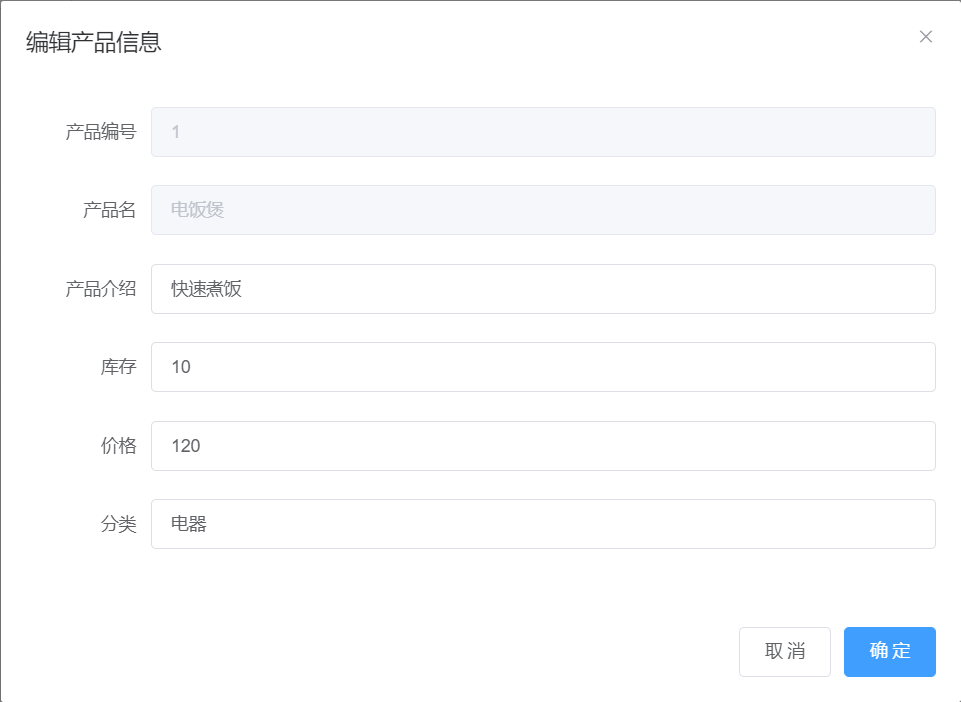 编辑产品信息
产品编号 1
产品名 电饭煲
产品介绍 快速煮饭
库存 10
价格 120
分类 电器
取消 确定